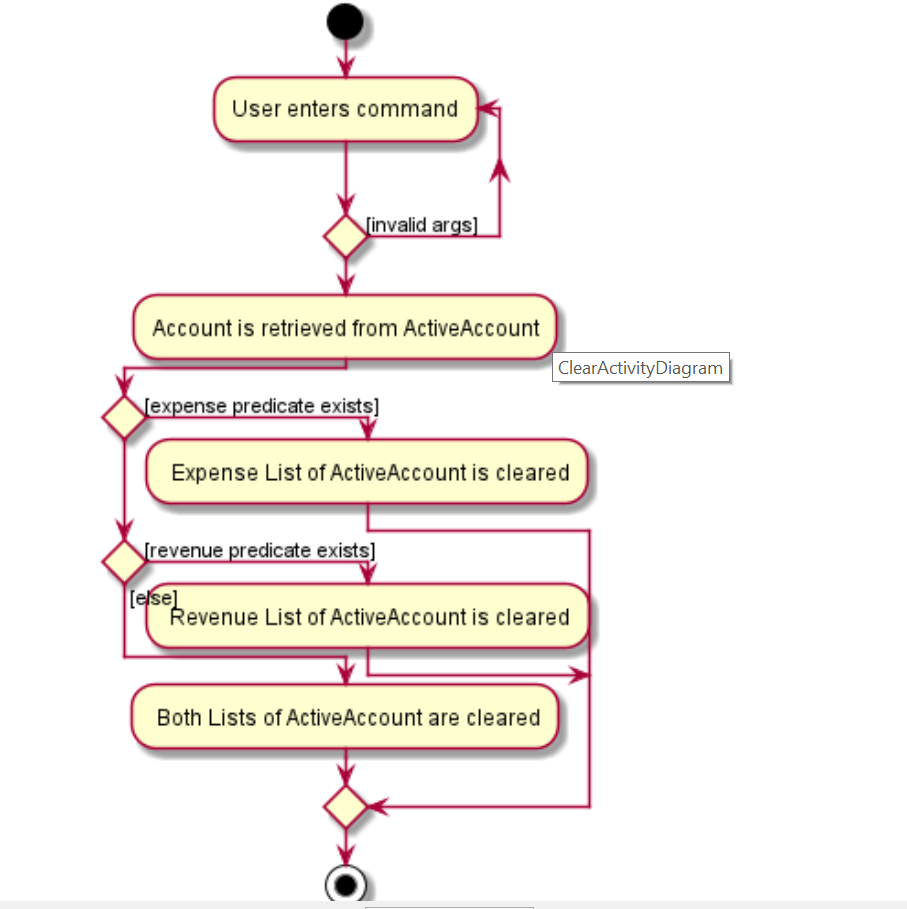 User enters command
[invalid args]
Account is retrieved from ActiveAccount
ClearActivityDiagram
[expense predicate exists]
Expense List of ActiveAccount is cleared
[revenue predicate exists]
[else]
Revenue List of ActiveAccount is cleared
Both Lists of ActiveAccount are cleared